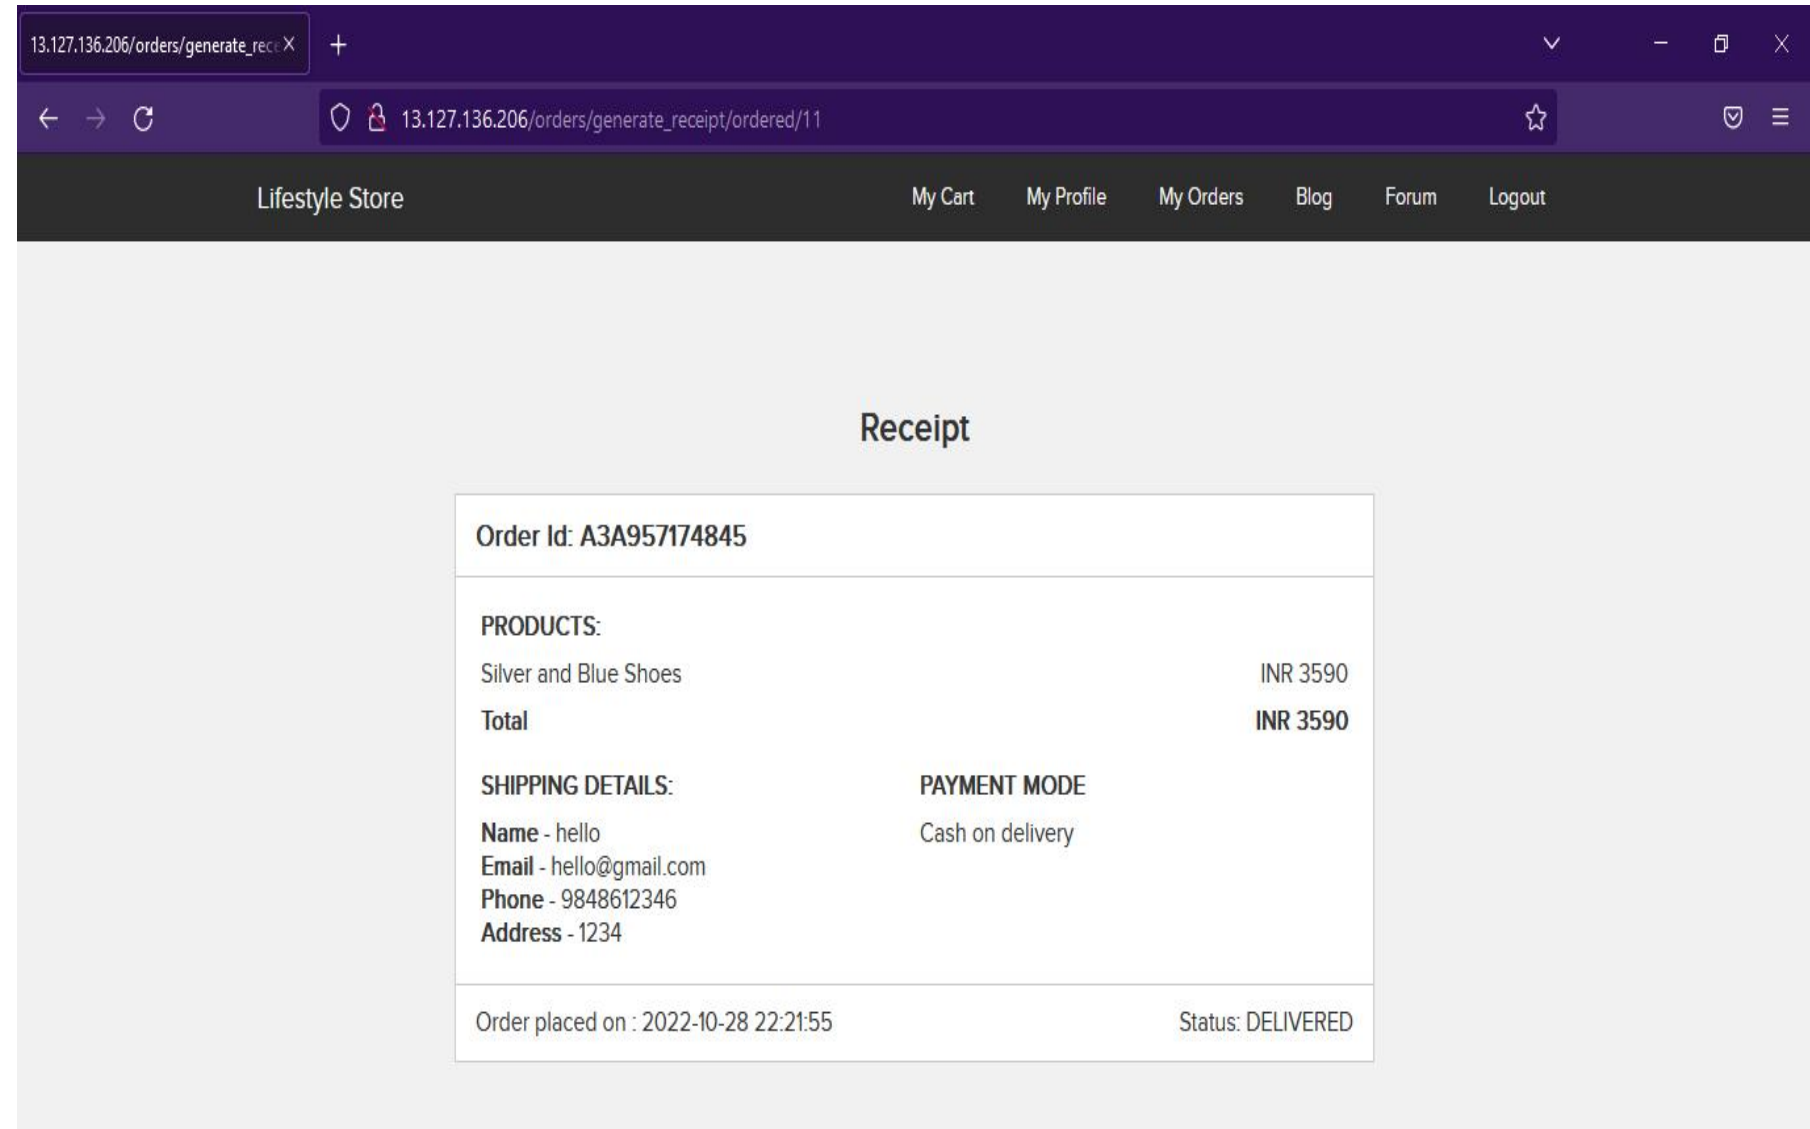 13.127.136.206/orders/generate_rece
13.127.136.206/orders/generate_receipt/ordered/11
Lifestyle Store My Cart My Profile My Orders Blog Forum Logout
Receipt
Order Id: A3A957174845
PRODUCTS:
Silver and Blue Shoes INR 3590
Total INR 3590
SHIPPING DETAILS: PAYMENT MODE
Name - hello Cash on delivery
Email - hello@gmail.com
Phone - 9848612346
Address - 1234
Order placed on : 2022-10-28 22:21:55 Status: DELIVERED